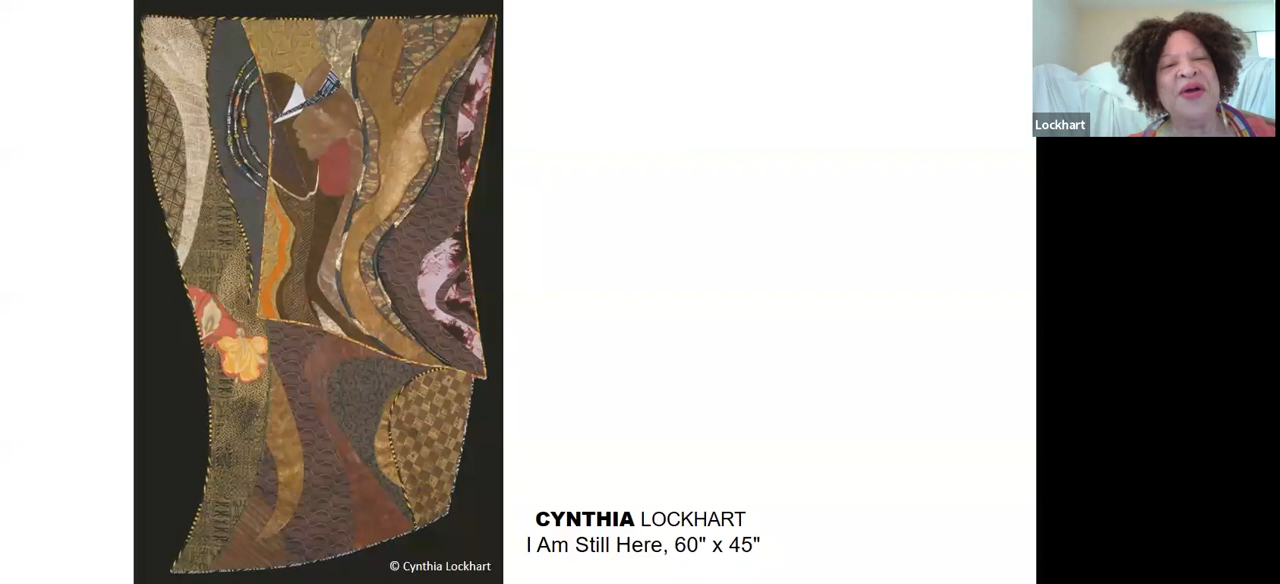 Lockhart
CYNTHIA LOCKHART
I Am Still Here, 60" x 45"
© Cynthia Lockhart